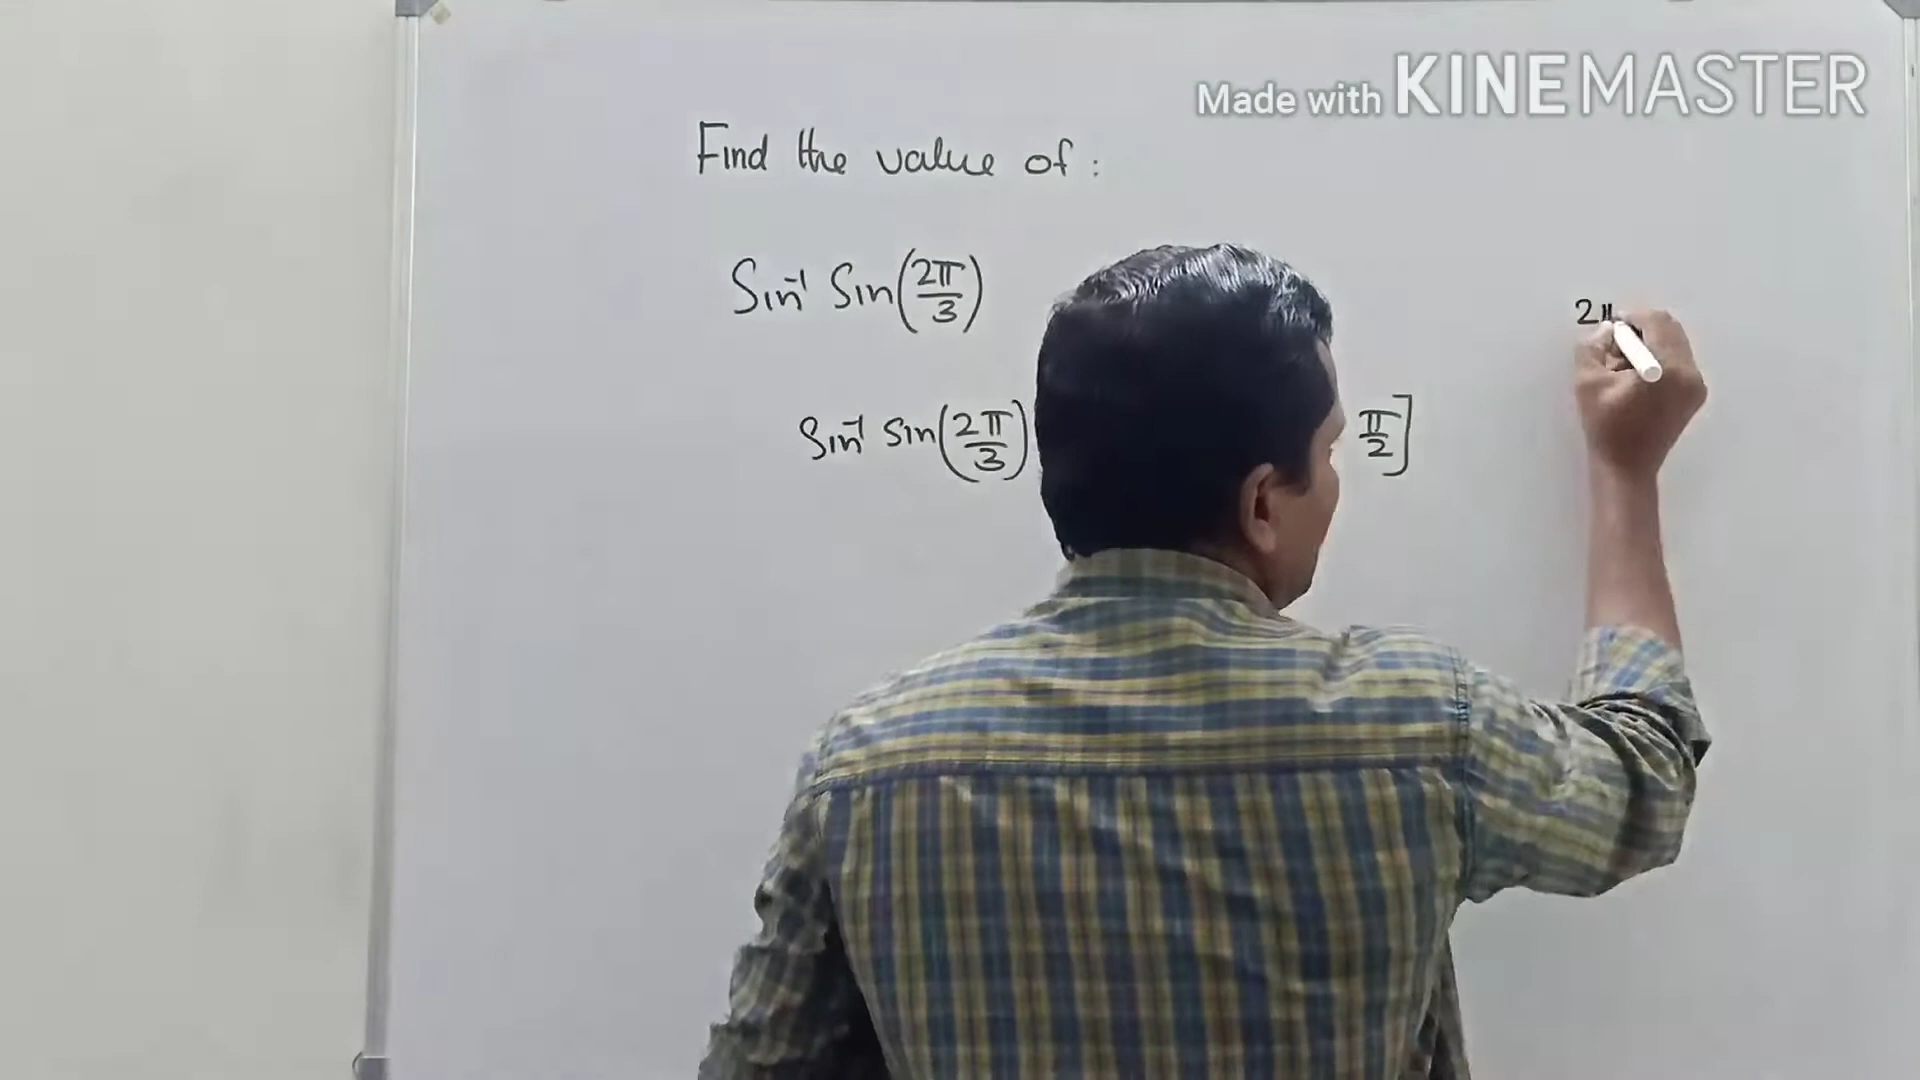 Made with KINEMASTER
Find the value of :
Sin⁻¹ Sin(2π/3)
2π
Sin⁻¹ Sin(2π/3) π/2]